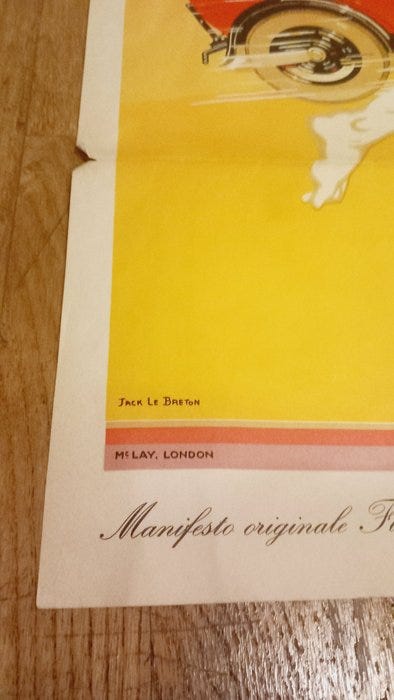 JACK LE BRETON
McLAY, LONDON
Manifesto originale